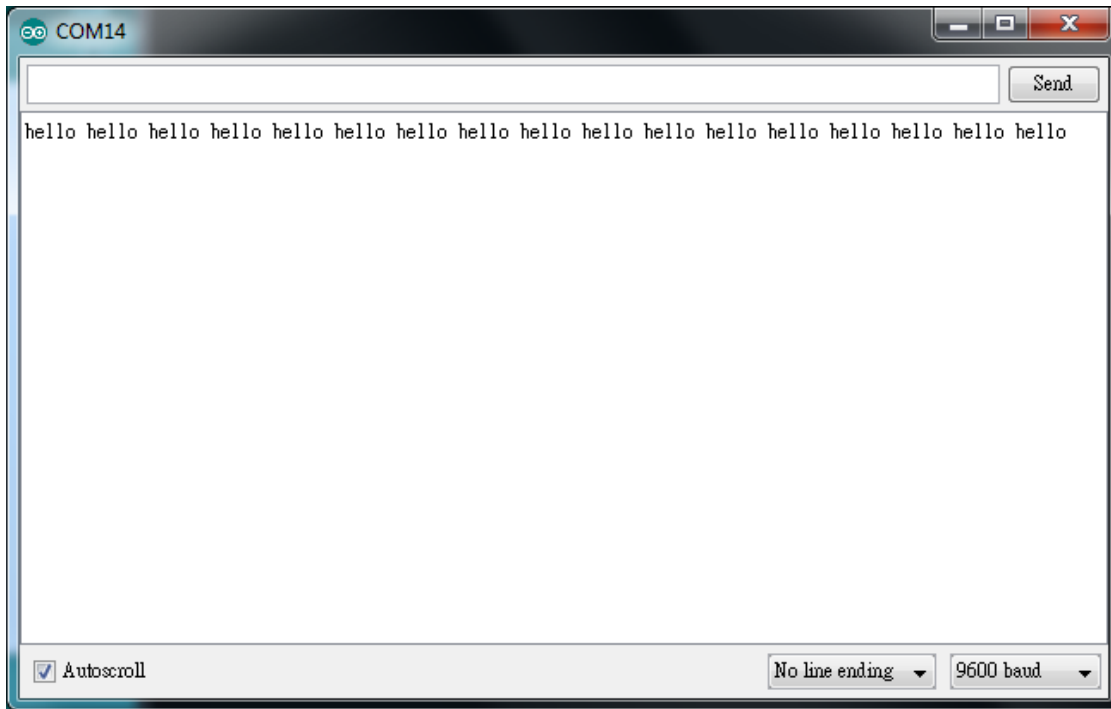 COM14
Send
hello hello hello hello hello hello hello hello hello hello hello hello hello hello hello hello hello
Autoscroll
No line ending
9600 baud